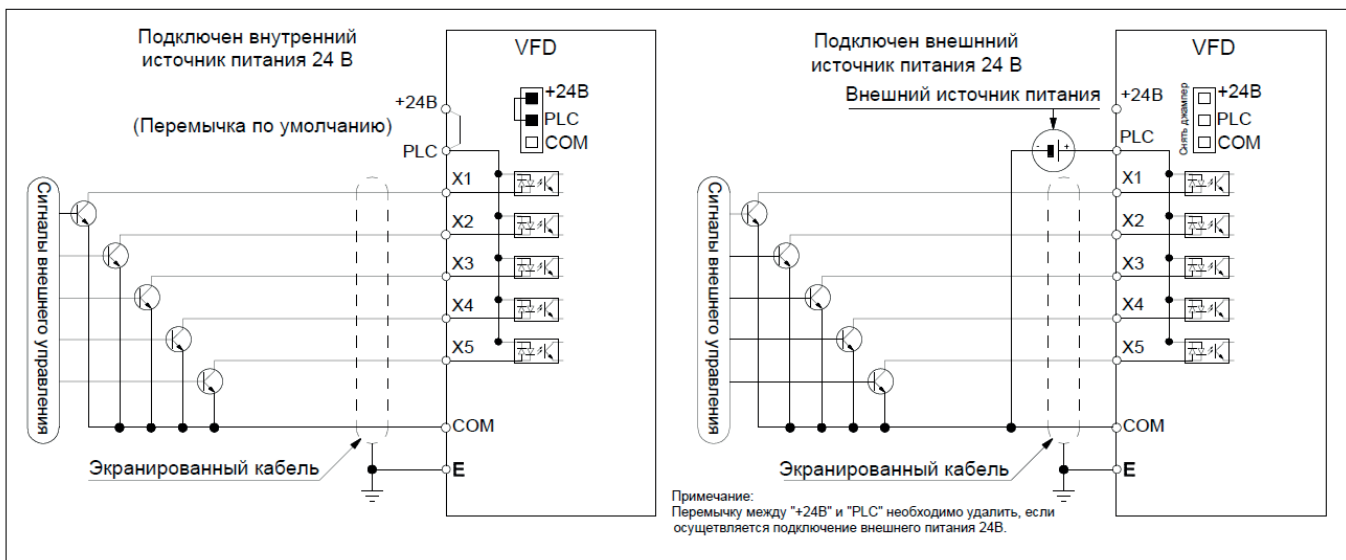 Подключен внутренний
источник питания 24 В
VFD
+24В
PLC
COM
+24В
(Перемычка по умолчанию)
PLC
X1
X2
X3
X4
X5
COM
E
Сигналы внешнего управления
Экранированный кабель
Подключен внешнний
источник питания 24 В
Внешний источник питания
VFD
+24В
PLC
COM
Снять джампер
+24В
PLC
- +
X1
X2
X3
X4
X5
COM
E
Сигналы внешнего управления
Экранированный кабель
Примечание:
Перемычку между "+24В" и "PLC" необходимо удалить, если
осущетвляется подключение внешнего питания 24В.